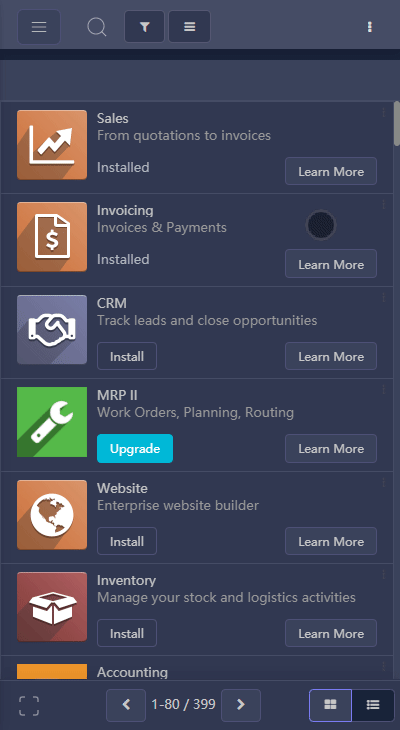 Sales
From quotations to invoices
Installed
Learn More
Invoicing
Invoices & Payments
Installed
Learn More
CRM
Track leads and close opportunities
Install
Learn More
MRP II
Work Orders, Planning, Routing
Upgrade
Learn More
Website
Enterprise website builder
Install
Learn More
Inventory
Manage your stock and logistics activities
Install
Learn More
Accounting
1-80 / 399